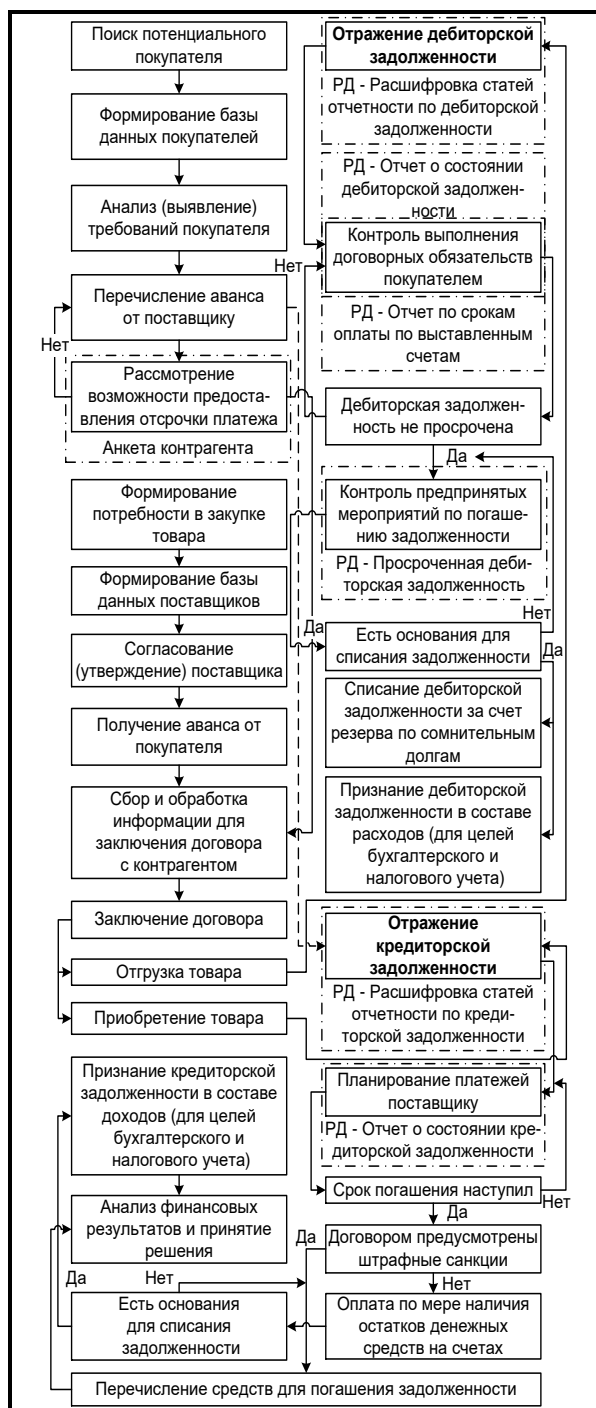 Поиск потенциального
покупателя
Формирование базы
данных покупателей
Анализ (выявление)
требований покупателя
Перечисление аванса
от поставщику
Нет
Рассмотрение
возможности предоста-
вления отсрочки платежа
Анкета контрагента
Формирование
потребности в закупке
товара
Формирование базы
данных поставщиков
Согласование
(утверждение) поставщика
Получение аванса от
покупателя
Сбор и обработка
информации для
заключения договора
с контрагентом
Заключение договора
Отгрузка товара
Приобретение товара
Признание кредиторской
задолженности в составе
доходов (для целей
бухгалтерского и
налогового учета)
Анализ финансовых
результатов и принятие
решения
Да
Нет
Есть основания
для списания
задолженности
Перечисление средств для погашения задолженности
Отражение дебиторской
задолженности
РД - Расшифровка статей
отчетности по дебиторской
задолженности
РД - Отчет о состоянии
дебиторской задолжен-
ности
Нет
Контроль выполнения
договорных обязательств
покупателем
РД - Отчет по срокам
оплаты по выставленным
счетам
Дебиторская задолжен-
ность не просрочена
Да
Контроль предпринятых
мероприятий по погаше-
нию задолженности
РД - Просроченная деби-
торская задолженность
Нет
Да
Есть основания для
списания задолженности
Да
Списание дебиторской
задолженности за счет
резерва по сомнительным
долгам
Признание дебиторской
задолженности в составе
расходов (для целей
бухгалтерского и
налогового учета)
Отражение
кредиторской
задолженности
РД - Расшифровка статей
отчетности по креди-
торской задолженности
Планирование платежей
поставщику
РД - Отчет о состоянии кре-
диторской задолженности
Срок погашения наступил
Нет
Да
Да
Договором предусмотрены
штрафные санкции
Нет
Оплата по мере наличия
остатков денежных
средств на счетах